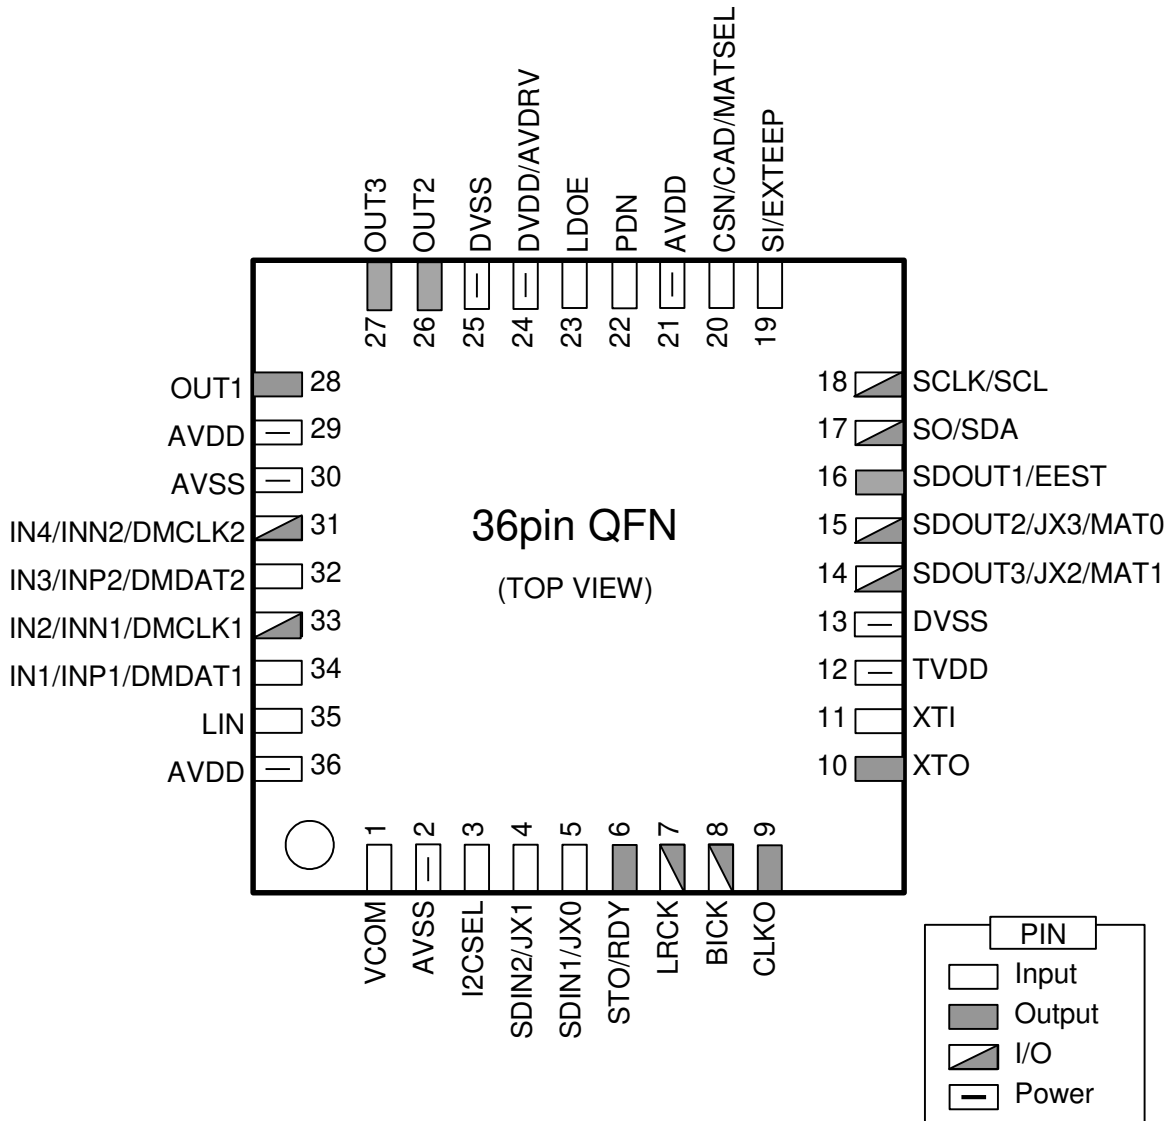 OUT3
OUT2
DVSS
DVDD/AVDRV
LDOE
PDN
AVDD
CSN/CAD/MATSEL
SI/EXTEEP
27
26
25
24
23
22
21
20
19
OUT1 28
AVDD 29
AVSS 30
IN4/INN2/DMCLK2 31
IN3/INP2/DMDAT2 32
IN2/INN1/DMCLK1 33
IN1/INP1/DMDAT1 34
LIN 35
AVDD 36
36pin QFN
(TOP VIEW)
18 SCLK/SCL
17 SO/SDA
16 SDOUT1/EEST
15 SDOUT2/JX3/MAT0
14 SDOUT3/JX2/MAT1
13 DVSS
12 TVDD
11 XTI
10 XTO
1
2
3
4
5
6
7
8
9
VCOM
AVSS
I2CSEL
SDIN2/JX1
SDIN1/JX0
STO/RDY
LRCK
BICK
CLKO
PIN
Input
Output
I/O
Power